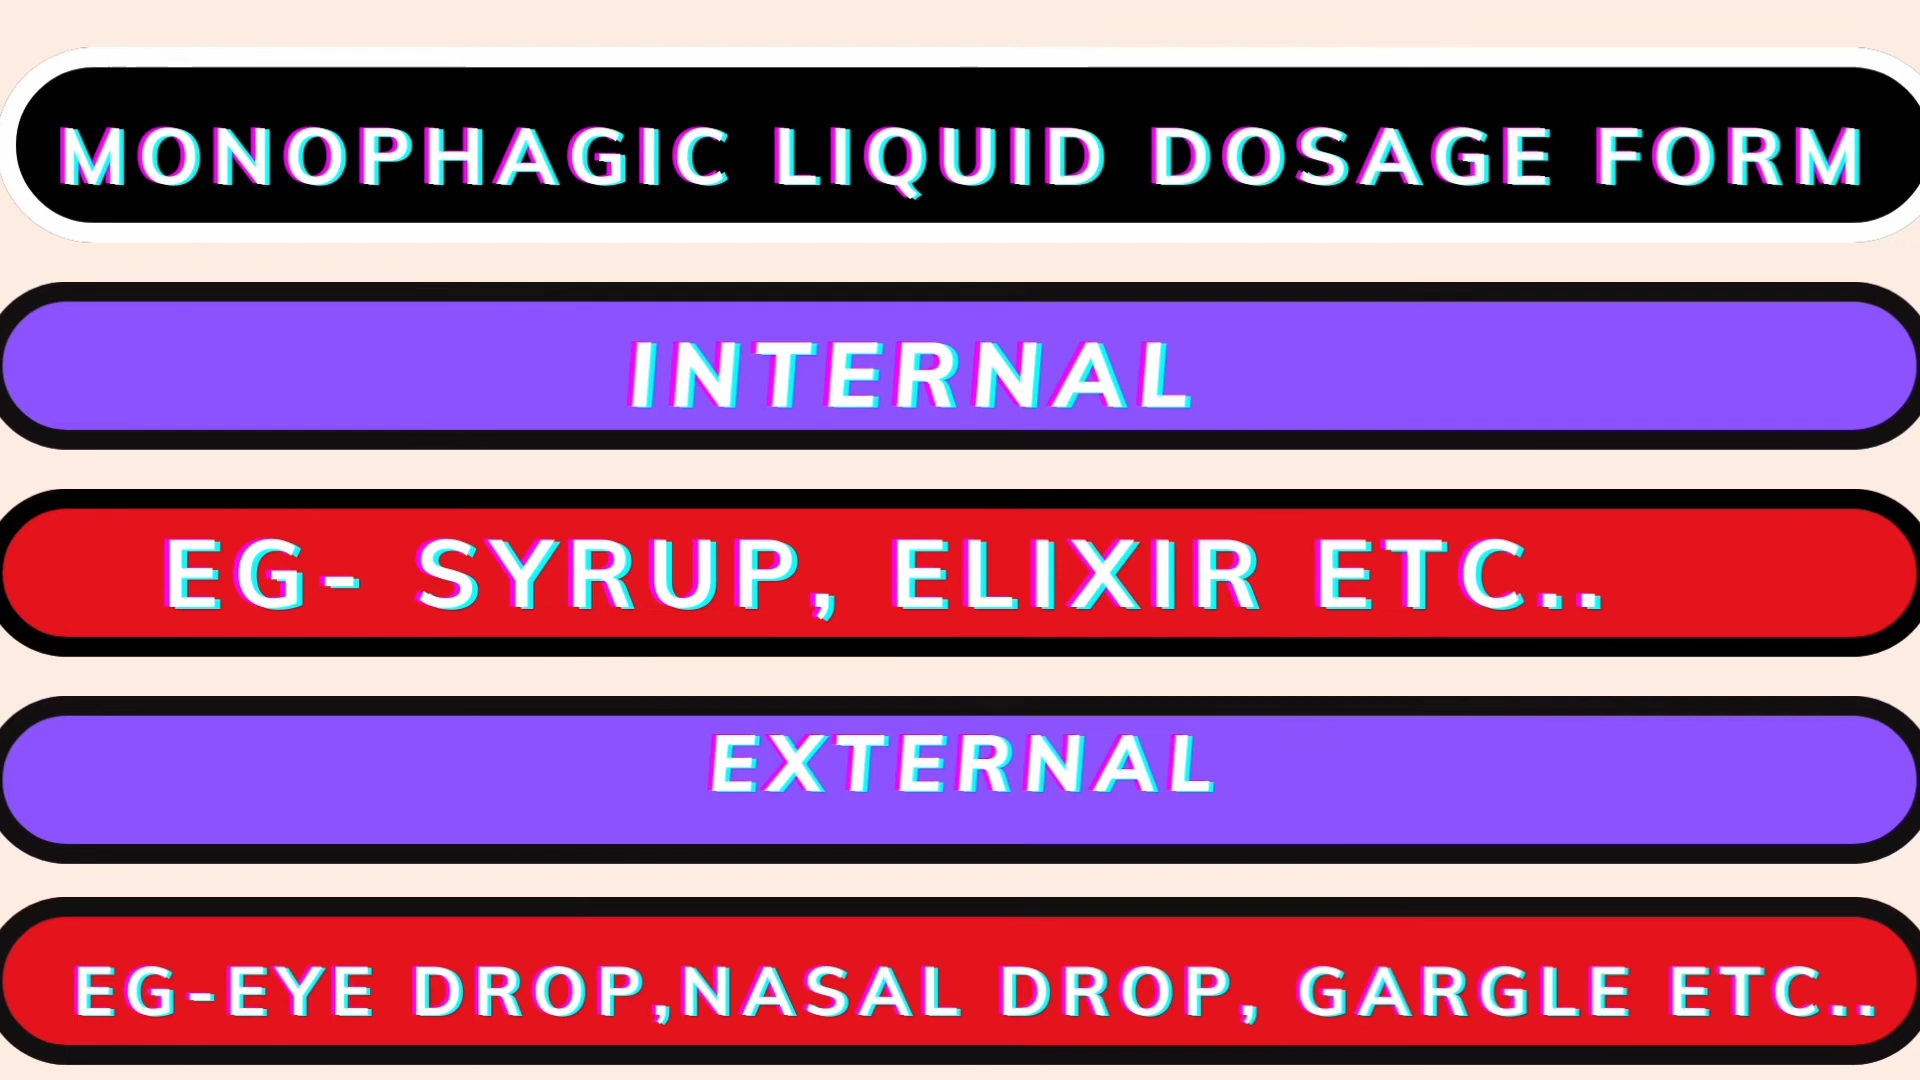 MONOPHAGIC LIQUID DOSAGE FORM
INTERNAL
EG- SYRUP, ELIXIR ETC..
EXTERNAL
EG-EYE DROP,NASAL DROP, GARGLE ETC..